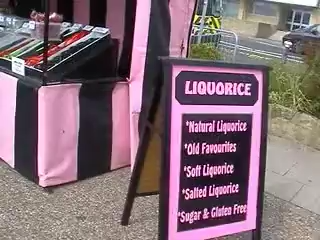 LIQUORICE
*Natural Liquorice
*Old Favourites
*Soft Liquorice
*Salted Liquorice
*Sugar & Gluten Free